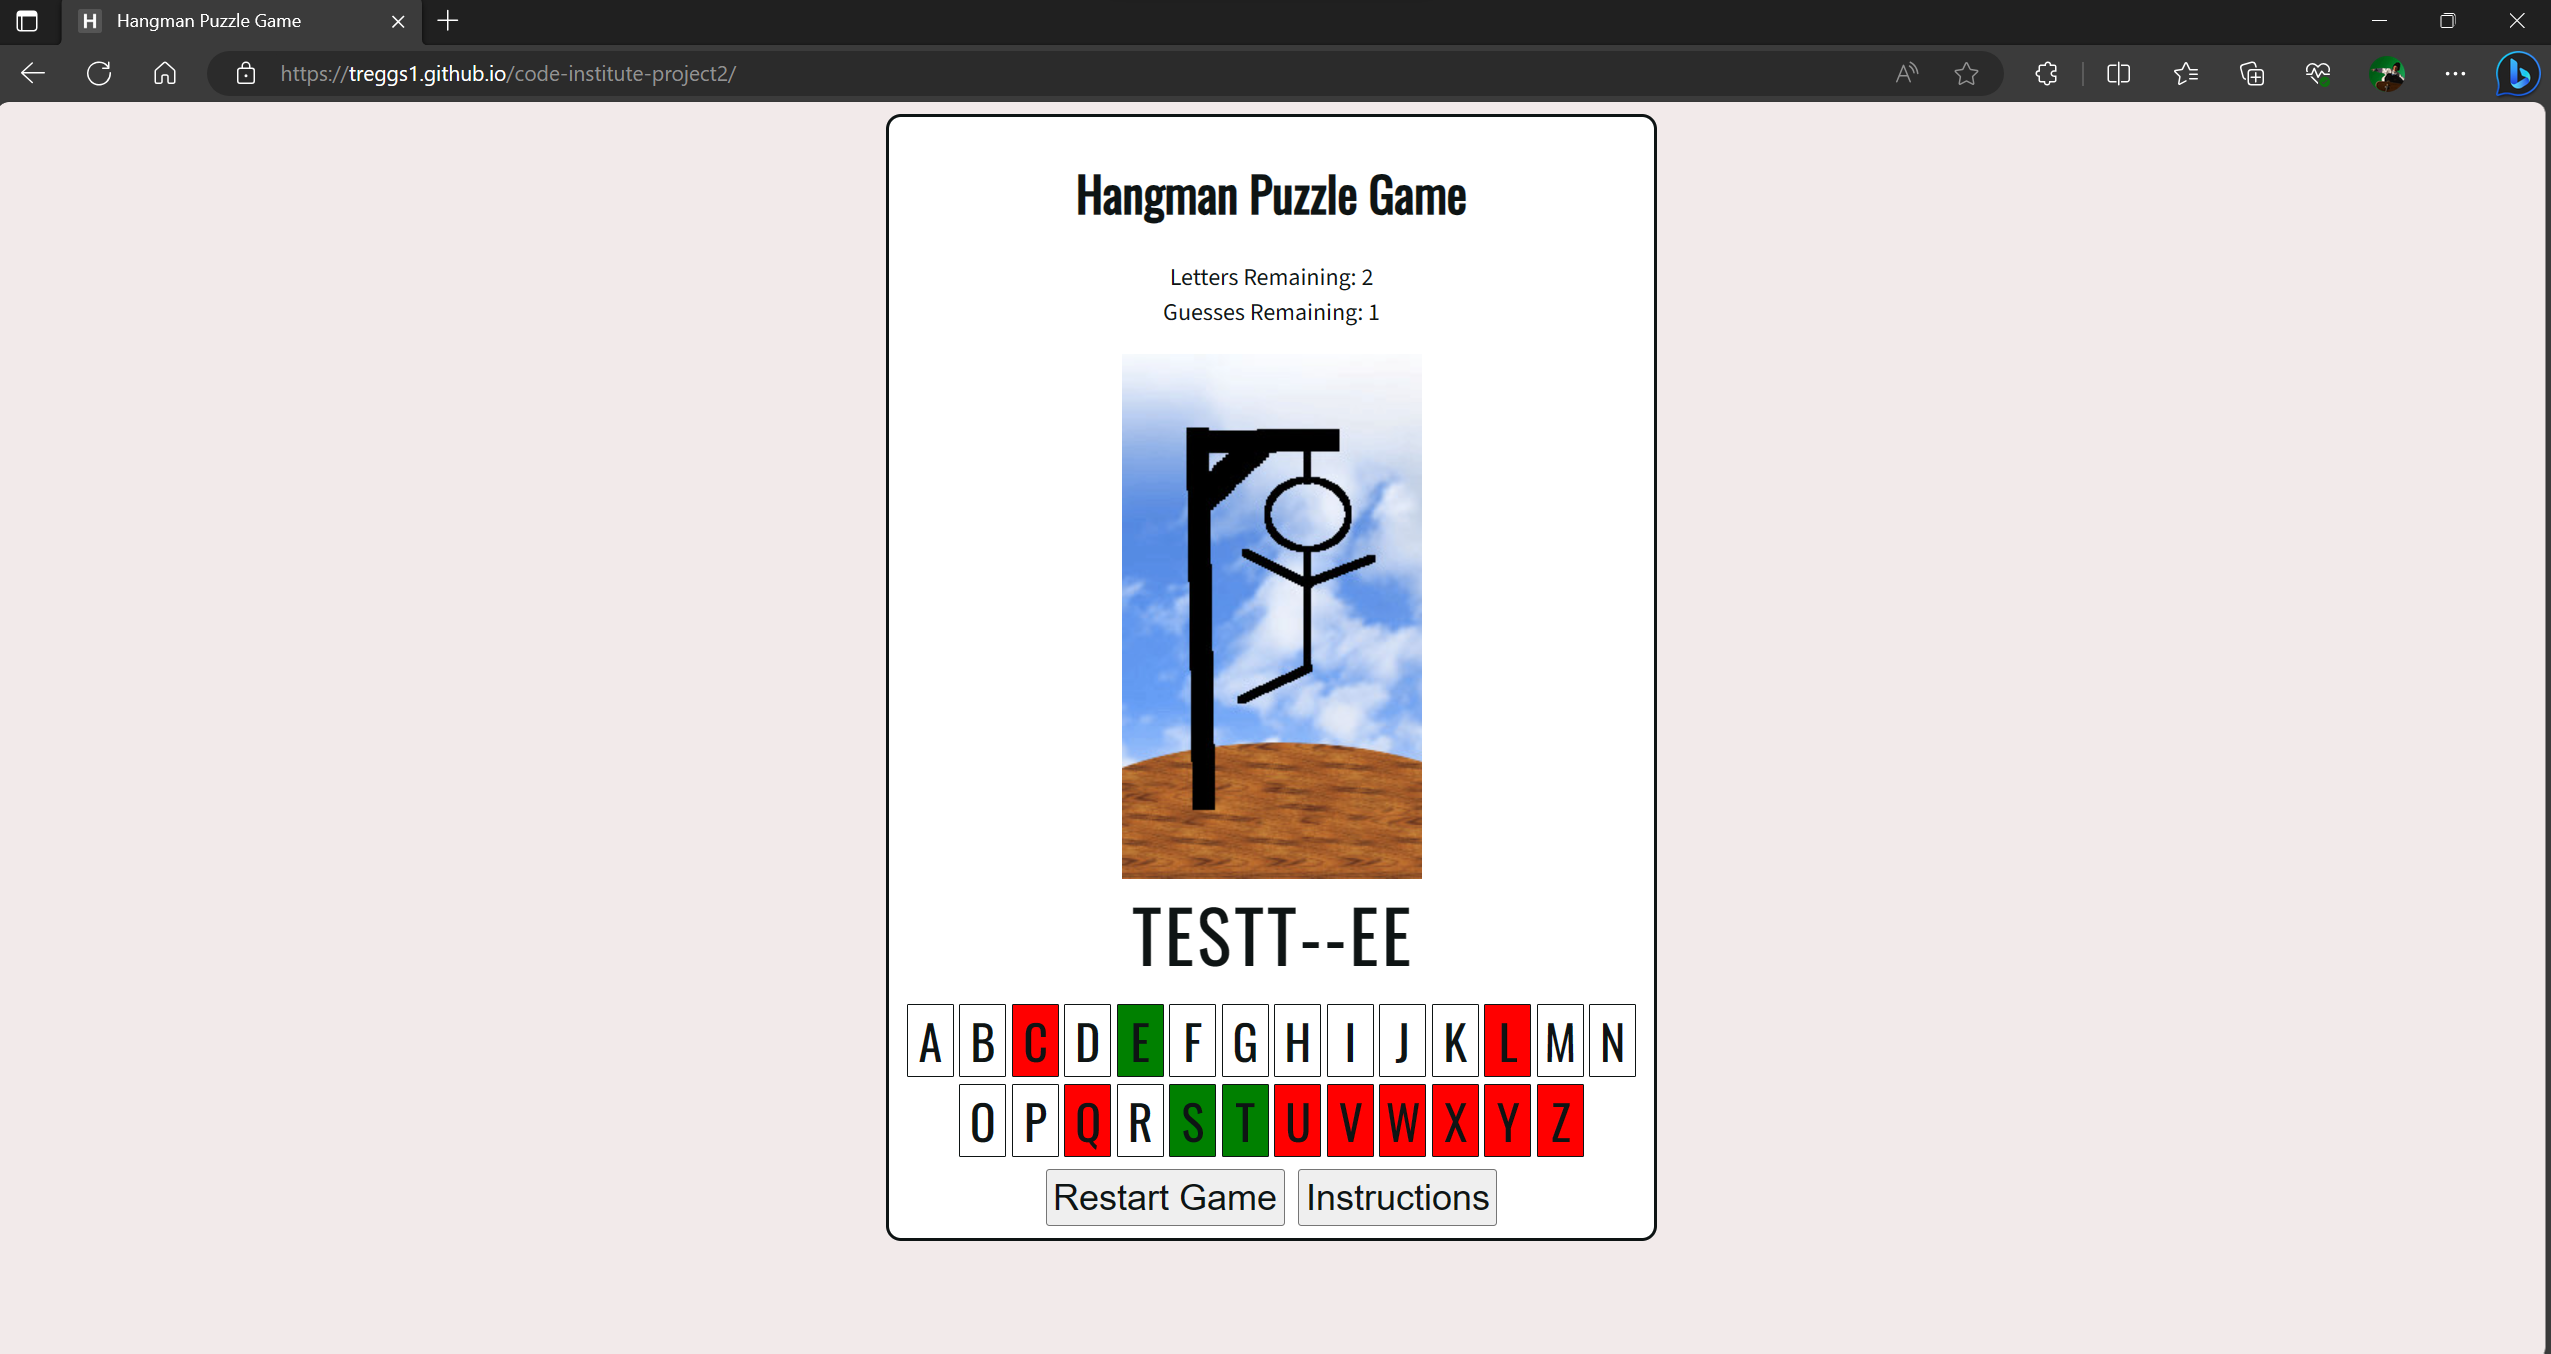 Hangman Puzzle Game
https://treggs1.github.io/code-institute-project2/
Hangman Puzzle Game
Letters Remaining: 2
Guesses Remaining: 1
TESTT--EE
A B C D E F G H I J K L M N
O P Q R S T U V W X Y Z
Restart Game Instructions